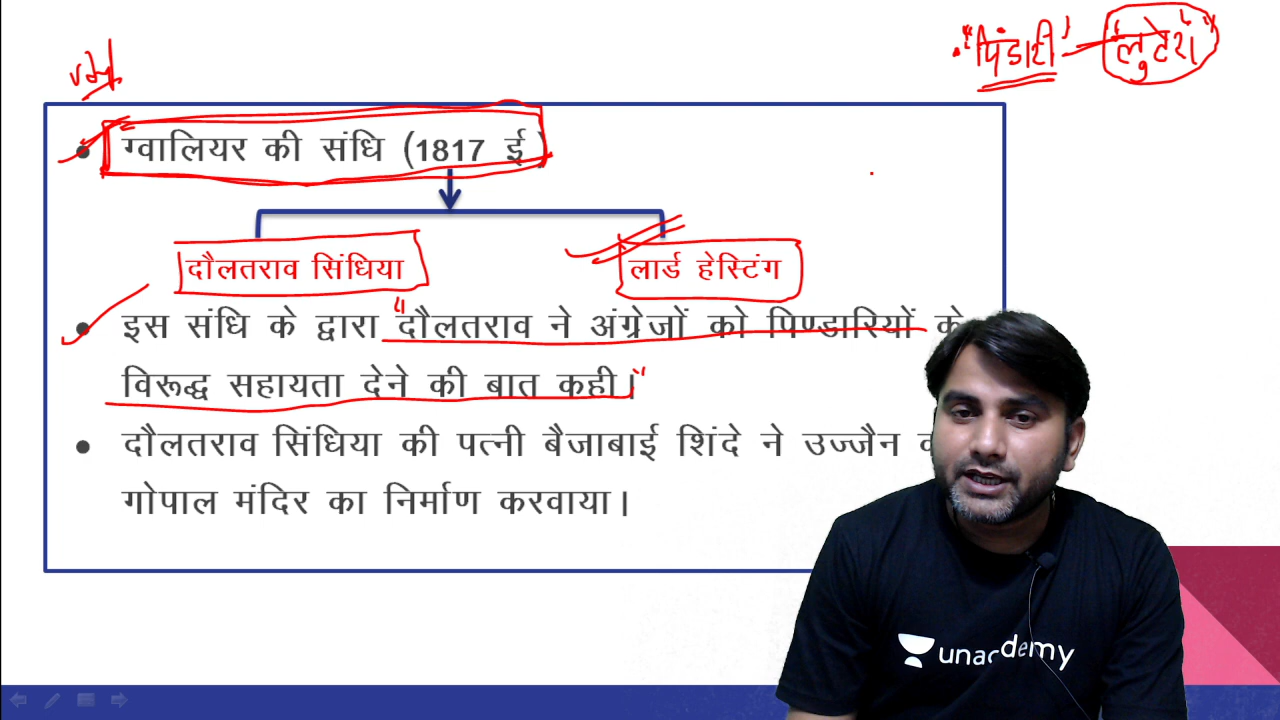 "पिंडारी" - "लुटेरा"
ग्वालियर की संधि (1817 ई)
दौलतराव सिंधिया
लार्ड हेस्टिंग
इस संधि के द्वारा "दौलतराव ने अंग्रेजों को पिण्डारियों के
विरूद्ध सहायता देने की बात कही।"
दौलतराव सिंधिया की पत्नी बैजाबाई शिंदे ने उज्जैन
गोपाल मंदिर का निर्माण करवाया।
unacademy